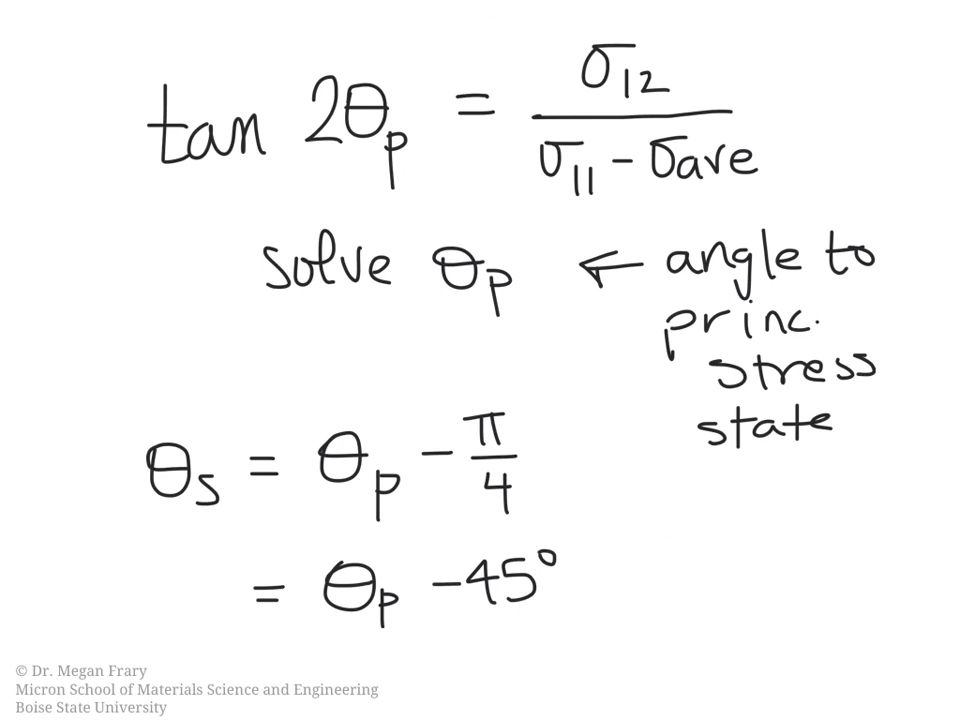 tan 2θp = σ12 / (σ11 - σave)
solve θp ← angle to
princ.
stress
state
θs = θp - π/4
= θp - 45°
© Dr. Megan Frary
Micron School of Materials Science and Engineering
Boise State University